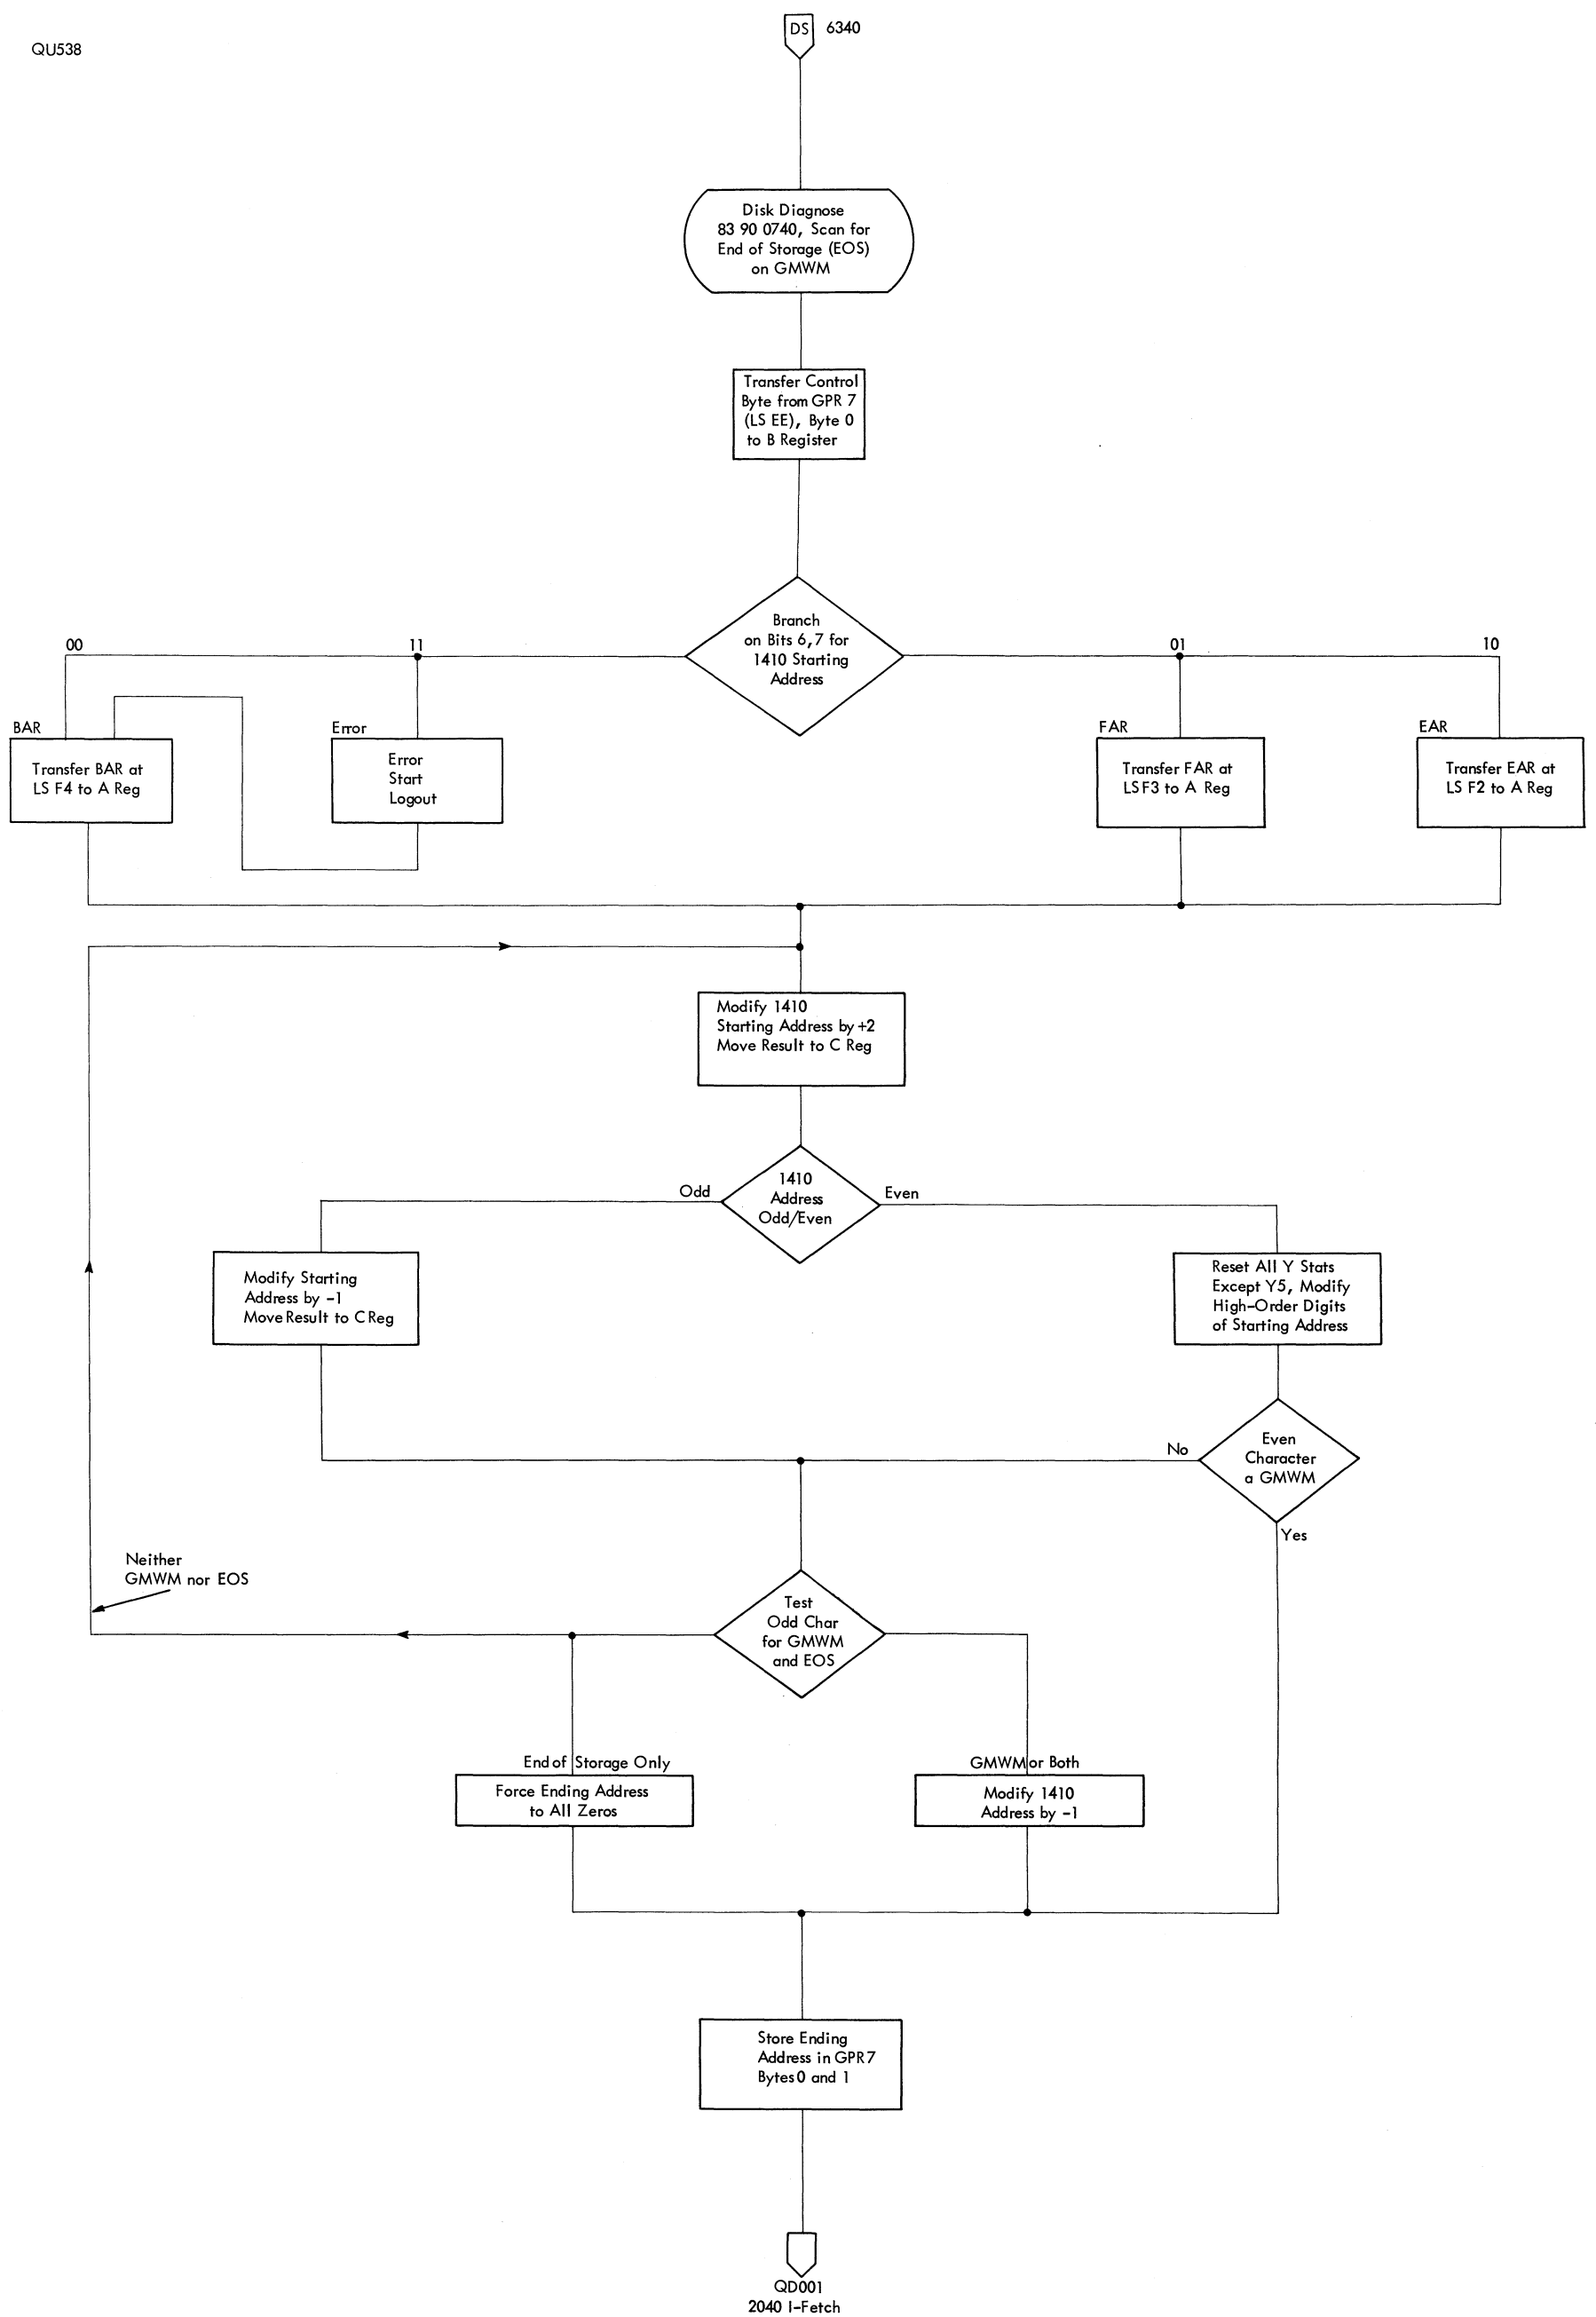 DS 6340
QU538
Disk Diagnose
83 90 0740, Scan for
End of Storage (EOS)
on GMWM
Transfer Control
Byte from GPR 7
(LS EE), Byte 0
to B Register
Branch
on Bits 6,7 for
1410 Starting
Address
00
11
01
10
BAR
Transfer BAR at
LS F4 to A Reg
Error
Error
Start
Logout
FAR
Transfer FAR at
LS F3 to A Reg
EAR
Transfer EAR at
LS F2 to A Reg
Modify 1410
Starting Address by +2
Move Result to C Reg
1410
Address
Odd/Even
Odd
Even
Modify Starting
Address by -1
Move Result to C Reg
Reset All Y Stats
Except Y5, Modify
High-Order Digits
of Starting Address
Even
Character
a GMWM
No
Yes
Neither
GMWM nor EOS
Test
Odd Char
for GMWM
and EOS
End of Storage Only
Force Ending Address
to All Zeros
GMWM or Both
Modify 1410
Address by -1
Store Ending
Address in GPR 7
Bytes 0 and 1
QD001
2040 I-Fetch